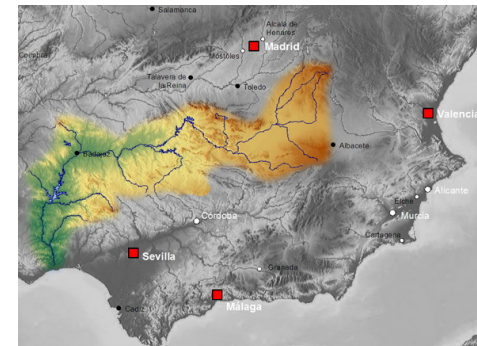 Salamanca
Alcalá de
Henares
Madrid
Móstoles
Coimbra
Talavera de
la Reina
Toledo
Valencia
Badajoz
Albacete
Alicante
Elche
Murcia
Córdoba
Cartagena
Sevilla
Granada
Málaga
Cadiz